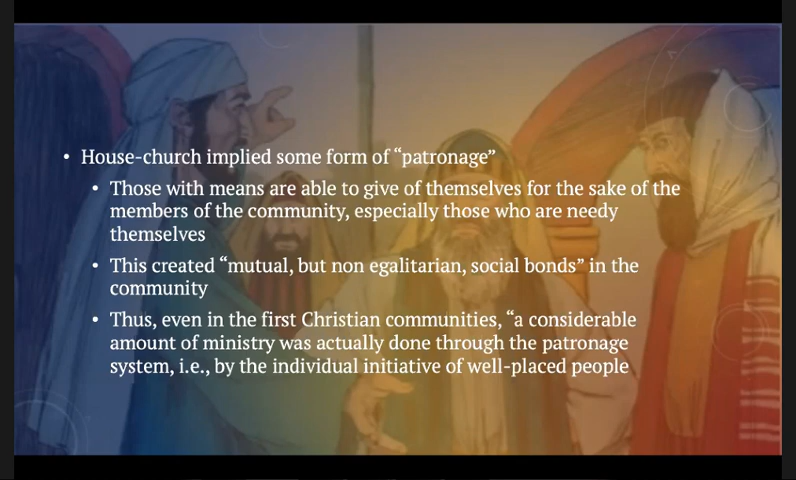 • House-church implied some form of “patronage”
• Those with means are able to give of themselves for the sake of the
members of the community, especially those who are needy
themselves
• This created “mutual, but non egalitarian, social bonds” in the
community
• Thus, even in the first Christian communities, “a considerable
amount of ministry was actually done through the patronage
system, i.e., by the individual initiative of well-placed people